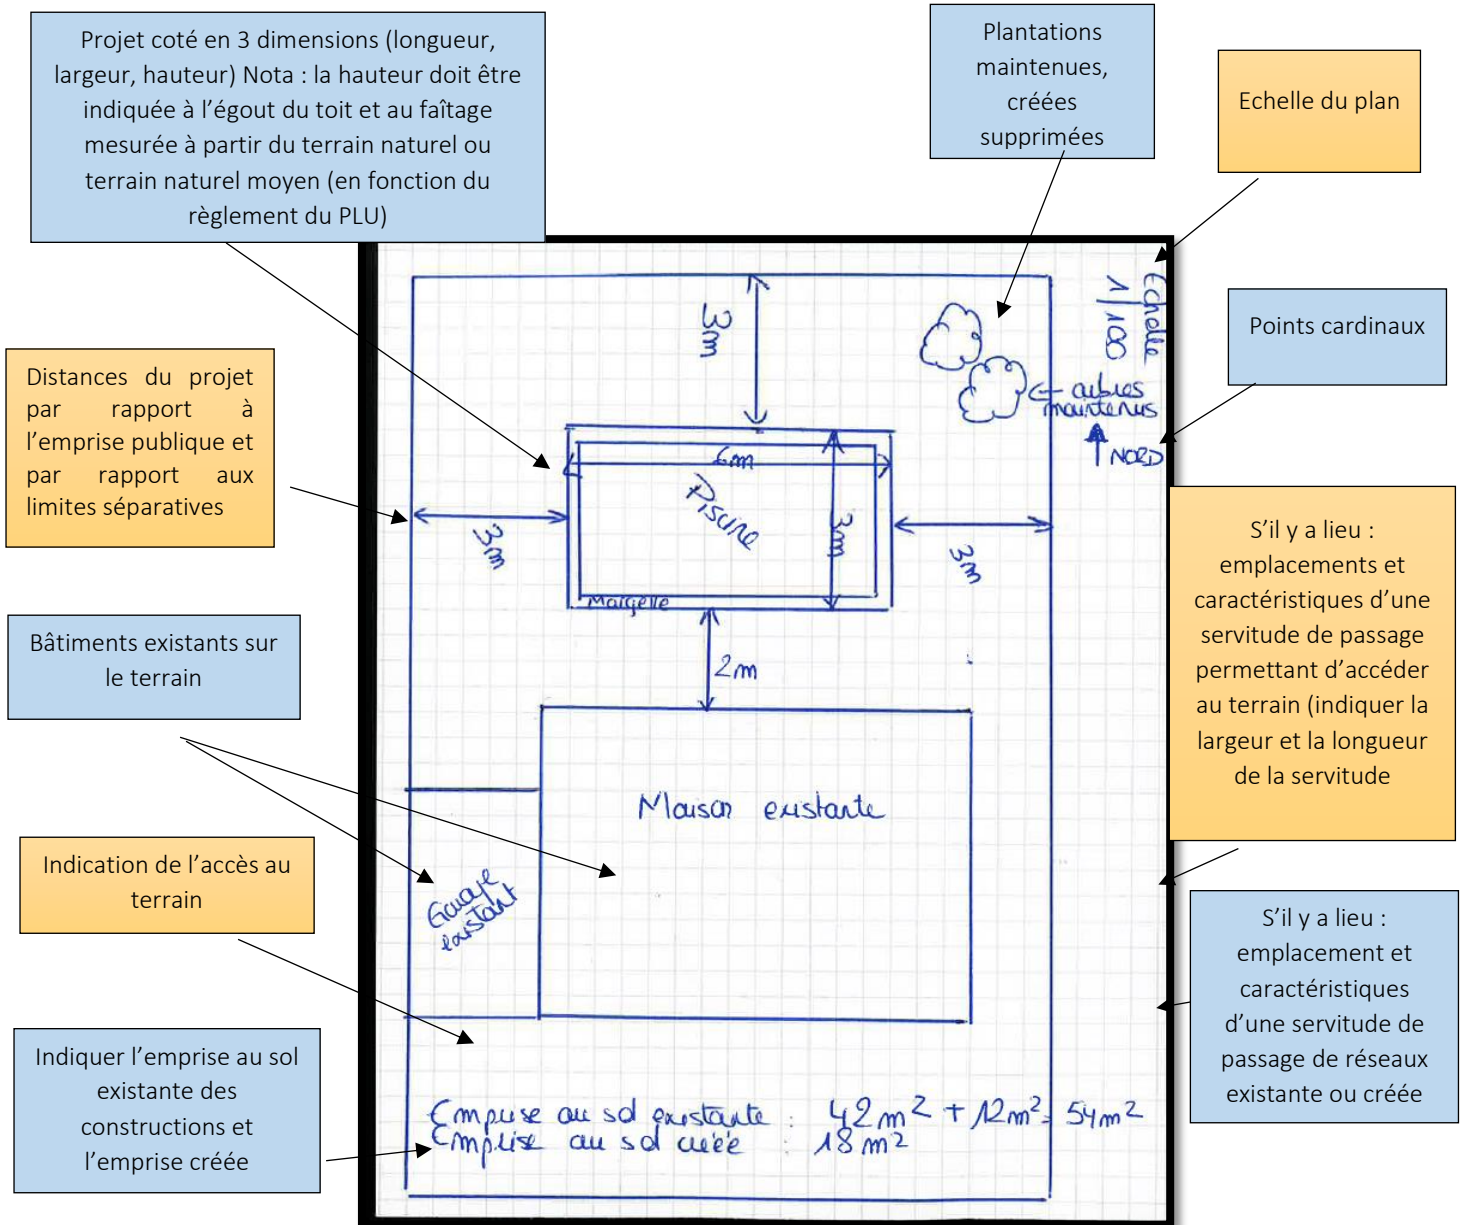 Projet coté en 3 dimensions (longueur,
largeur, hauteur) Nota : la hauteur doit être
indiquée à l'égout du toit et au faîtage
mesurée à partir du terrain naturel ou
terrain naturel moyen (en fonction du
règlement du PLU)
Plantations
maintenues,
créées
supprimées
Echelle du plan
Points cardinaux
Distances du projet
par rapport à
l'emprise publique et
par rapport aux
limites séparatives
Bâtiments existants sur
le terrain
Indication de l'accès au
terrain
Indiquer l'emprise au sol
existante des
constructions et
l'emprise créée
S'il y a lieu :
emplacements et
caractéristiques d'une
servitude de passage
permettant d'accéder
au terrain (indiquer la
largeur et la longueur
de la servitude
S'il y a lieu :
emplacement et
caractéristiques
d'une servitude de
passage de réseaux
existante ou créée
Echelle
1/100
3m
arbres
maintenus
NORD
6m
Piscine
3m
3m
3m
Margelle
2m
Maison existante
Garage
existant
Emprise au sol existante : 42m² + 12m² = 54m²
Emprise au sol créée : 18m²